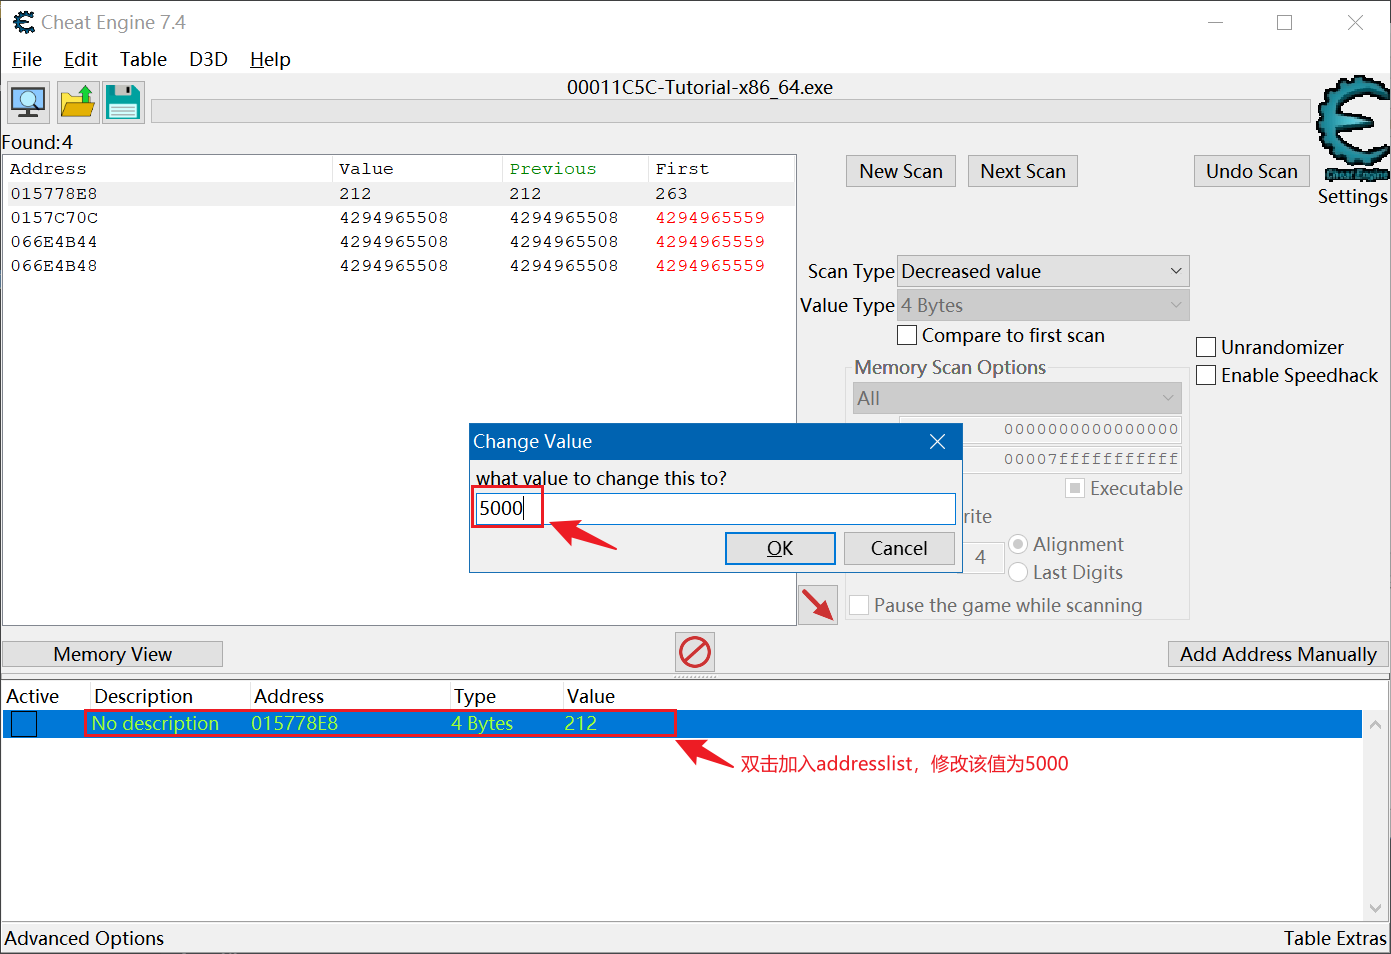 Cheat Engine 7.4
File Edit Table D3D Help
00011C5C-Tutorial-x86_64.exe
Found:4
Address Value Previous First
015778E8 212 212 263
0157C70C 4294965508 4294965508 4294965559
066E4B44 4294965508 4294965508 4294965559
066E4B48 4294965508 4294965508 4294965559
New Scan Next Scan Undo Scan
Cheat Engine
Settings
Scan Type Decreased value
Value Type 4 Bytes
Compare to first scan
Unrandomizer
Enable Speedhack
Memory Scan Options
All
0000000000000000
00007fffffffffff
Executable
rite
4 Alignment
Last Digits
Pause the game while scanning
Change Value
what value to change this to?
5000
OK Cancel
Memory View Add Address Manually
Active Description Address Type Value
No description 015778E8 4 Bytes 212
双击加入addresslist，修改该值为5000
Advanced Options Table Extras